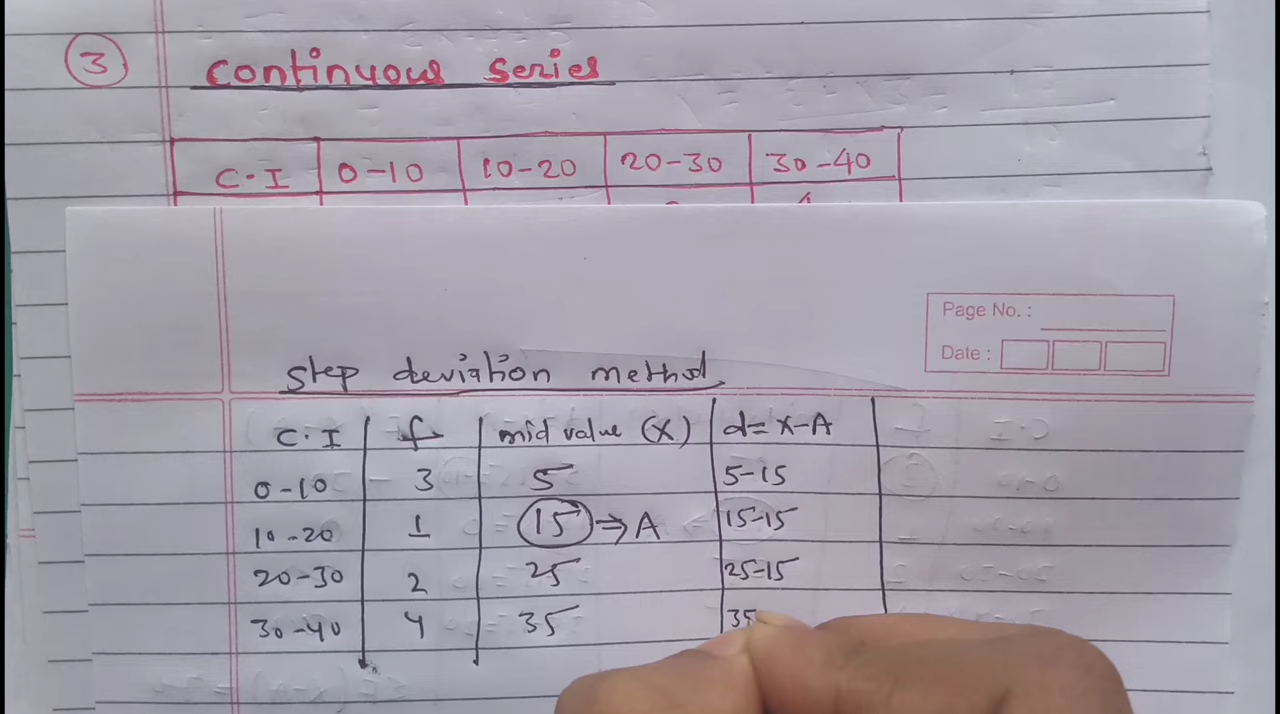 3 continuous series
C.I 0-10 10-20 20-30 30-40
Page No. :
Date :
step deviation method
C.I f mid value (x) d=x-A
0-10 3 5 5-15
10-20 1 15⇒A 15-15
20-30 2 25 25-15
30-40 4 35 35